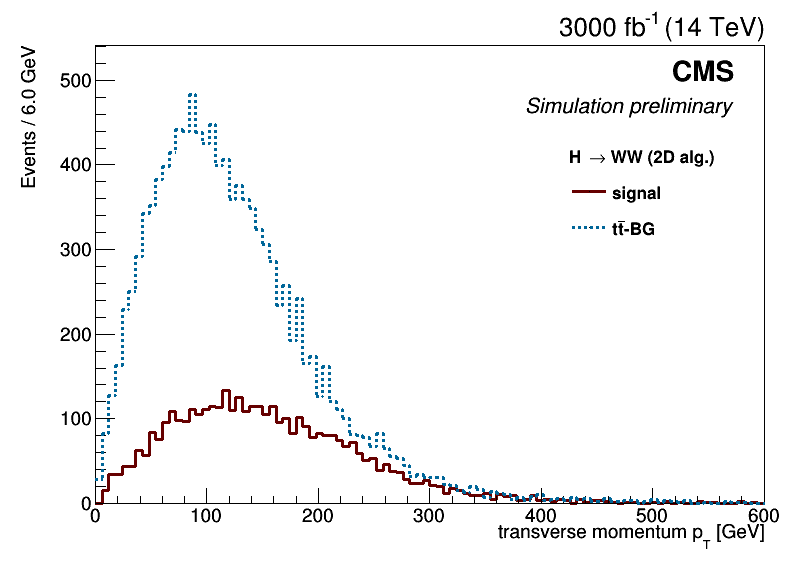 3000 fb-1 (14 TeV)
Events / 6.0 GeV
CMS
Simulation preliminary
H → WW (2D alg.)
signal
tt̄-BG
500
400
300
200
100
0
0 100 200 300 400 500 600
transverse momentum pT [GeV]